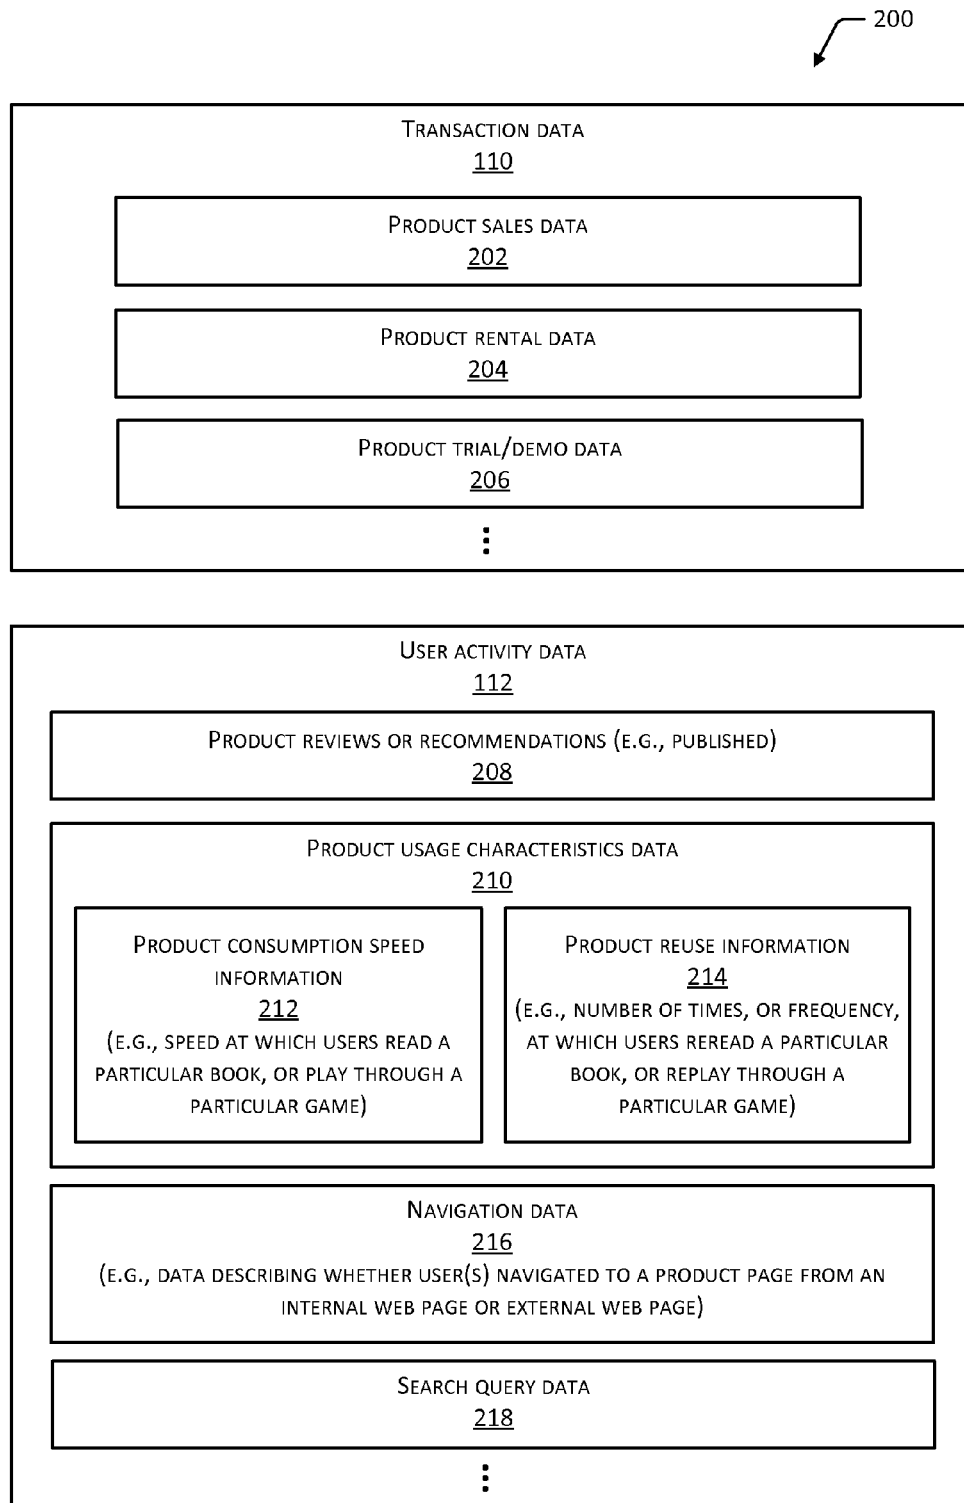 200
TRANSACTION DATA
110
PRODUCT SALES DATA
202
PRODUCT RENTAL DATA
204
PRODUCT TRIAL/DEMO DATA
206
⋮
USER ACTIVITY DATA
112
PRODUCT REVIEWS OR RECOMMENDATIONS (E.G., PUBLISHED)
208
PRODUCT USAGE CHARACTERISTICS DATA
210
PRODUCT CONSUMPTION SPEED
INFORMATION
212
(E.G., SPEED AT WHICH USERS READ A
PARTICULAR BOOK, OR PLAY THROUGH A
PARTICULAR GAME)
PRODUCT REUSE INFORMATION
214
(E.G., NUMBER OF TIMES, OR FREQUENCY,
AT WHICH USERS REREAD A PARTICULAR
BOOK, OR REPLAY THROUGH A
PARTICULAR GAME)
NAVIGATION DATA
216
(E.G., DATA DESCRIBING WHETHER USER(S) NAVIGATED TO A PRODUCT PAGE FROM AN
INTERNAL WEB PAGE OR EXTERNAL WEB PAGE)
SEARCH QUERY DATA
218
⋮